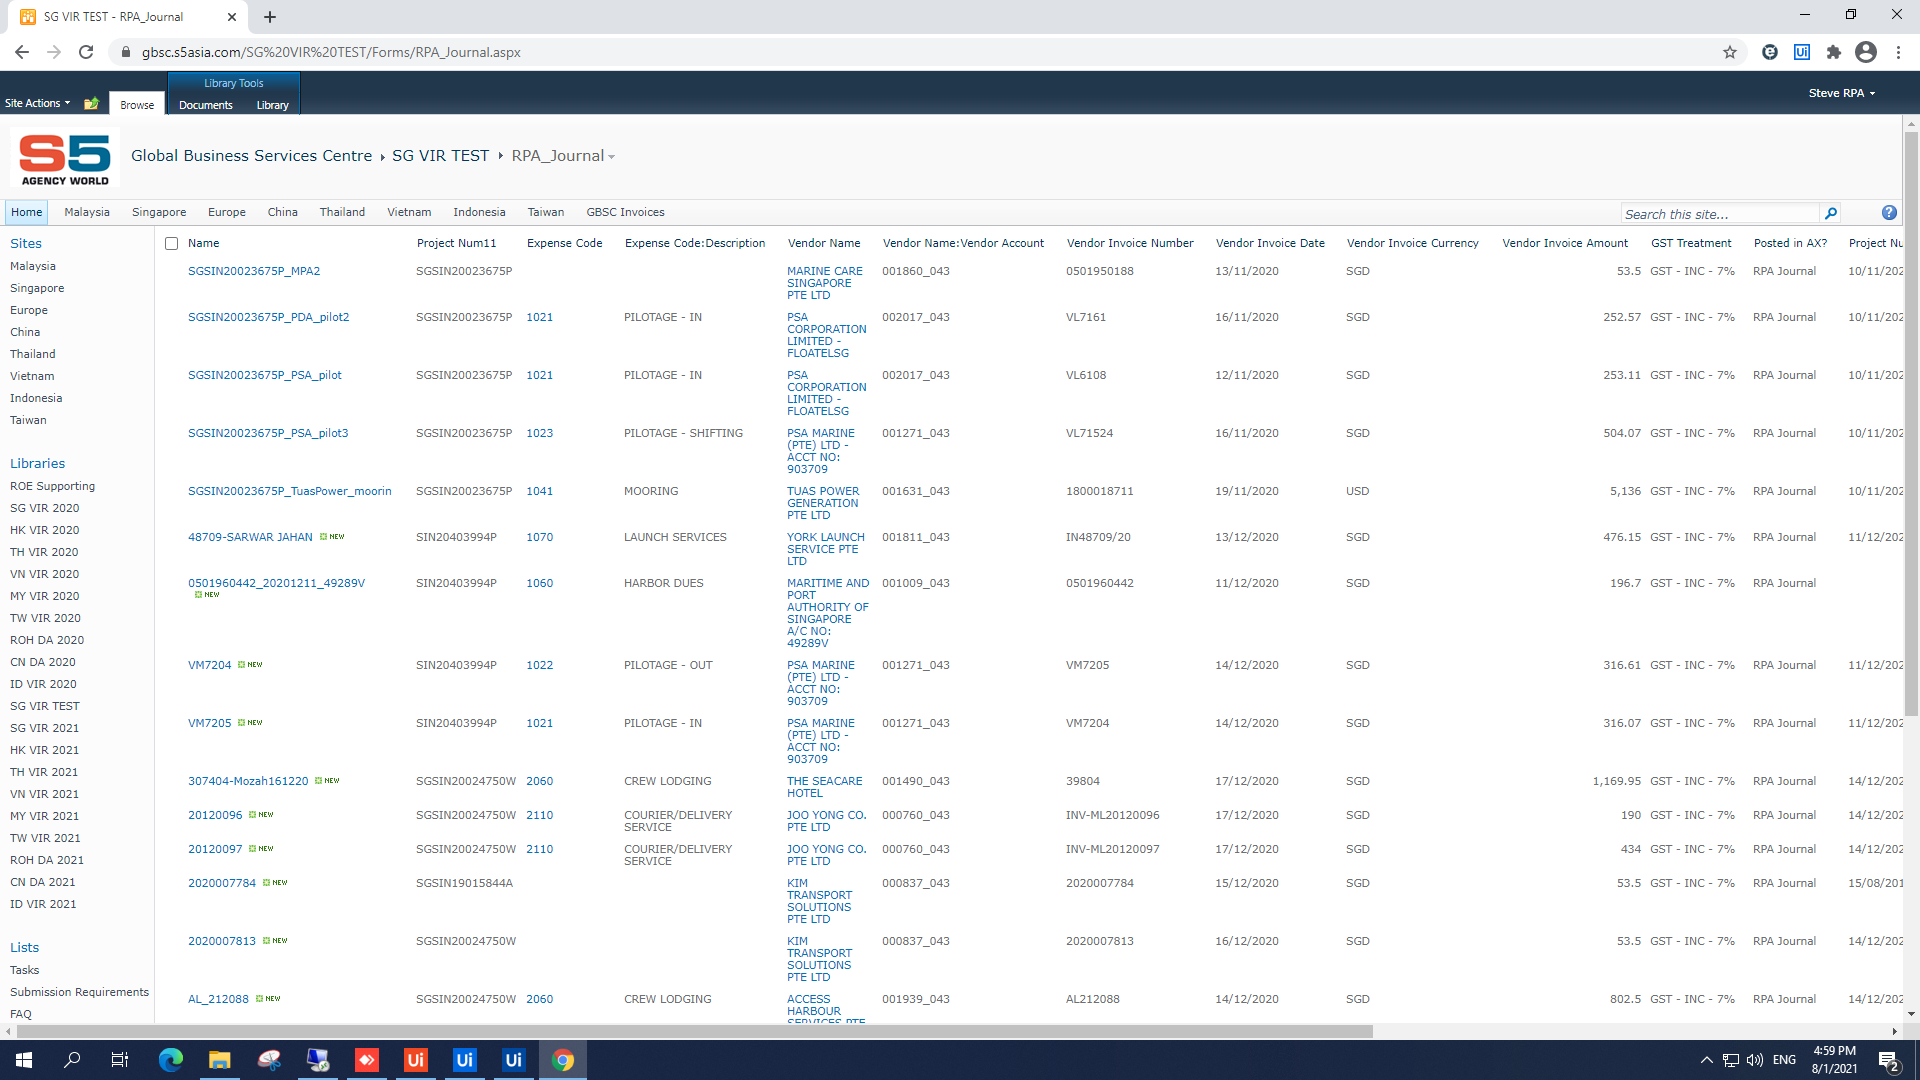 SG VIR TEST - RPA_Journal
gbsc.s5asia.com/SG%20VIR%20TEST/Forms/RPA_Journal.aspx
Library Tools
Site Actions
Browse
Documents
Library
Steve RPA
S5
AGENCY WORLD
Global Business Services Centre
SG VIR TEST
RPA_Journal
Home Malaysia Singapore Europe China Thailand Vietnam Indonesia Taiwan GBSC Invoices
Search this site...
Sites
Malaysia
Singapore
Europe
China
Thailand
Vietnam
Indonesia
Taiwan
Libraries
ROE Supporting
SG VIR 2020
HK VIR 2020
TH VIR 2020
VN VIR 2020
MY VIR 2020
TW VIR 2020
ROH DA 2020
CN DA 2020
ID VIR 2020
SG VIR TEST
SG VIR 2021
HK VIR 2021
TH VIR 2021
VN VIR 2021
MY VIR 2021
TW VIR 2021
ROH DA 2021
CN DA 2021
ID VIR 2021
Lists
Tasks
Submission Requirements
FAQ
Name Project Num11 Expense Code Expense Code:Description Vendor Name Vendor Name:Vendor Account Vendor Invoice Number Vendor Invoice Date Vendor Invoice Currency Vendor Invoice Amount GST Treatment Posted in AX? Project Nu
SGSIN20023675P_MPA2 SGSIN20023675P MARINE CARE 001860_043 0501950188 13/11/2020 SGD 53.5 GST - INC - 7% RPA Journal 10/11/202
SINGAPORE
PTE LTD
SGSIN20023675P_PDA_pilot2 SGSIN20023675P 1021 PILOTAGE - IN PSA 002017_043 VL7161 16/11/2020 SGD 252.57 GST - INC - 7% RPA Journal 10/11/202
CORPORATION
LIMITED -
FLOATELSG
SGSIN20023675P_PSA_pilot SGSIN20023675P 1021 PILOTAGE - IN PSA 002017_043 VL6108 12/11/2020 SGD 253.11 GST - INC - 7% RPA Journal 10/11/202
CORPORATION
LIMITED -
FLOATELSG
SGSIN20023675P_PSA_pilot3 SGSIN20023675P 1023 PILOTAGE - SHIFTING PSA MARINE 001271_043 VL71524 16/11/2020 SGD 504.07 GST - INC - 7% RPA Journal 10/11/202
(PTE) LTD -
ACCT NO:
903709
SGSIN20023675P_TuasPower_moorin SGSIN20023675P 1041 MOORING TUAS POWER 001631_043 1800018711 19/11/2020 USD 5,136 GST - INC - 7% RPA Journal 10/11/202
GENERATION
PTE LTD
48709-SARWAR JAHAN NEW SIN20403994P 1070 LAUNCH SERVICES YORK LAUNCH 001811_043 IN48709/20 13/12/2020 SGD 476.15 GST - INC - 7% RPA Journal 11/12/202
SERVICE PTE
LTD
0501960442_20201211_49289V SIN20403994P 1060 HARBOR DUES MARITIME AND 001009_043 0501960442 11/12/2020 SGD 196.7 GST - INC - 7% RPA Journal
NEW PORT
AUTHORITY OF
SINGAPORE
A/C NO:
49289V
VM7204 NEW SIN20403994P 1022 PILOTAGE - OUT PSA MARINE 001271_043 VM7205 14/12/2020 SGD 316.61 GST - INC - 7% RPA Journal 11/12/202
(PTE) LTD -
ACCT NO:
903709
VM7205 NEW SIN20403994P 1021 PILOTAGE - IN PSA MARINE 001271_043 VM7204 14/12/2020 SGD 316.07 GST - INC - 7% RPA Journal 11/12/202
(PTE) LTD -
ACCT NO:
903709
307404-Mozah161220 NEW SGSIN20024750W 2060 CREW LODGING THE SEACARE 001490_043 39804 17/12/2020 SGD 1,169.95 GST - INC - 7% RPA Journal 14/12/202
HOTEL
20120096 NEW SGSIN20024750W 2110 COURIER/DELIVERY JOO YONG CO. 000760_043 INV-ML20120096 17/12/2020 SGD 190 GST - INC - 7% RPA Journal 14/12/202
SERVICE PTE LTD
20120097 NEW SGSIN20024750W 2110 COURIER/DELIVERY JOO YONG CO. 000760_043 INV-ML20120097 17/12/2020 SGD 434 GST - INC - 7% RPA Journal 14/12/202
SERVICE PTE LTD
2020007784 NEW SGSIN19015844A KIM 000837_043 2020007784 15/12/2020 SGD 53.5 GST - INC - 7% RPA Journal 15/08/201
TRANSPORT
SOLUTIONS
PTE LTD
2020007813 NEW SGSIN20024750W KIM 000837_043 2020007813 16/12/2020 SGD 53.5 GST - INC - 7% RPA Journal 14/12/202
TRANSPORT
SOLUTIONS
PTE LTD
AL_212088 NEW SGSIN20024750W 2060 CREW LODGING ACCESS 001939_043 AL212088 14/12/2020 SGD 802.5 GST - INC - 7% RPA Journal 14/12/202
HARBOUR
SERVICES PTE
Ui Ui Ui
ENG
4:59 PM
8/1/2021
2